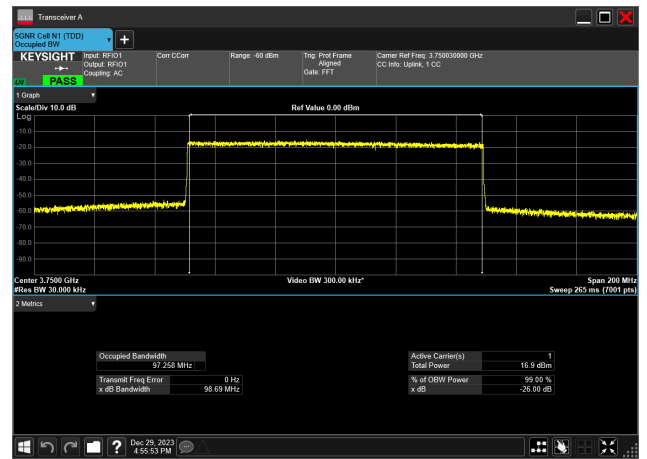 Transceiver A
5GNR Cell N1 (TDD)
Occupied BW
KEYSIGHT
LW PASS
Input: RFIO1
Output: RFIO1
Coupling: AC
Corr CCorr
Range: -60 dBm
Trig: Prot Frame
Aligned
Gate: FFT
Carrier Ref Freq: 3.750030000 GHz
CC Info: Uplink, 1 CC
1 Graph
Scale/Div 10.0 dB
Ref Value 0.00 dBm
Log
-10.0
-20.0
-30.0
-40.0
-50.0
-60.0
-70.0
-80.0
-90.0
Center 3.7500 GHz
Video BW 300.00 kHz*
Span 200 MHz
#Res BW 30.000 kHz
Sweep 265 ms (7001 pts)
2 Metrics
Occupied Bandwidth
97.258 MHz
Transmit Freq Error 0 Hz
x dB Bandwidth 98.69 MHz
Active Carrier(s) 1
Total Power 16.9 dBm
% of OBW Power 99.00 %
x dB -26.00 dB
Dec 29, 2023
4:55:53 PM